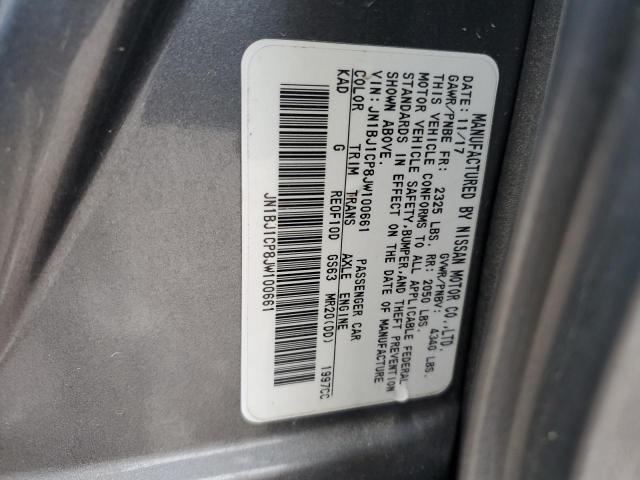 MANUFACTURED BY NISSAN MOTOR CO.,LTD.
DATE: 11/17 GVWR/PNBV: 4340 LBS.
GAWR/PNBE FR: 2325 LBS. RR: 2050 LBS.
THIS VEHICLE CONFORMS TO ALL APPLICABLE FEDERAL
MOTOR VEHICLE SAFETY,BUMPER,AND THEFT PREVENTION
STANDARDS IN EFFECT ON THE DATE OF MANUFACTURE
SHOWN ABOVE.
VIN:JN1BJ1CP8JW100661 PASSENGER CAR
COLOR TRIM TRANS AXLE ENGINE
KAD G RE0F10D GS63 MR20(DD) 1997CC
JN1BJ1CP8JW100661